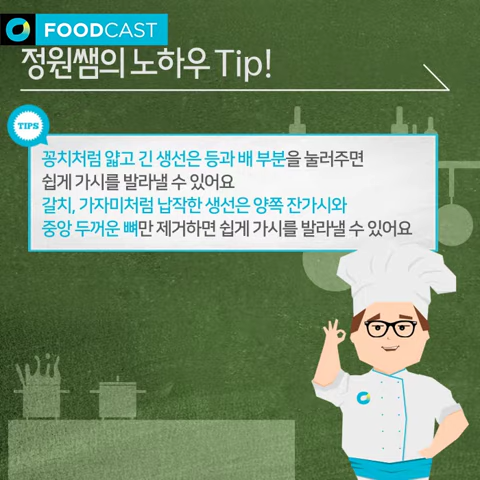 FOODCAST
정원쌤의 노하우 Tip!
TIPS
꽁치처럼 얇고 긴 생선은 등과 배 부분을 눌러주면
쉽게 가시를 발라낼 수 있어요
갈치, 가자미처럼 납작한 생선은 양쪽 잔가시와
중앙 두꺼운 뼈만 제거하면 쉽게 가시를 발라낼 수 있어요